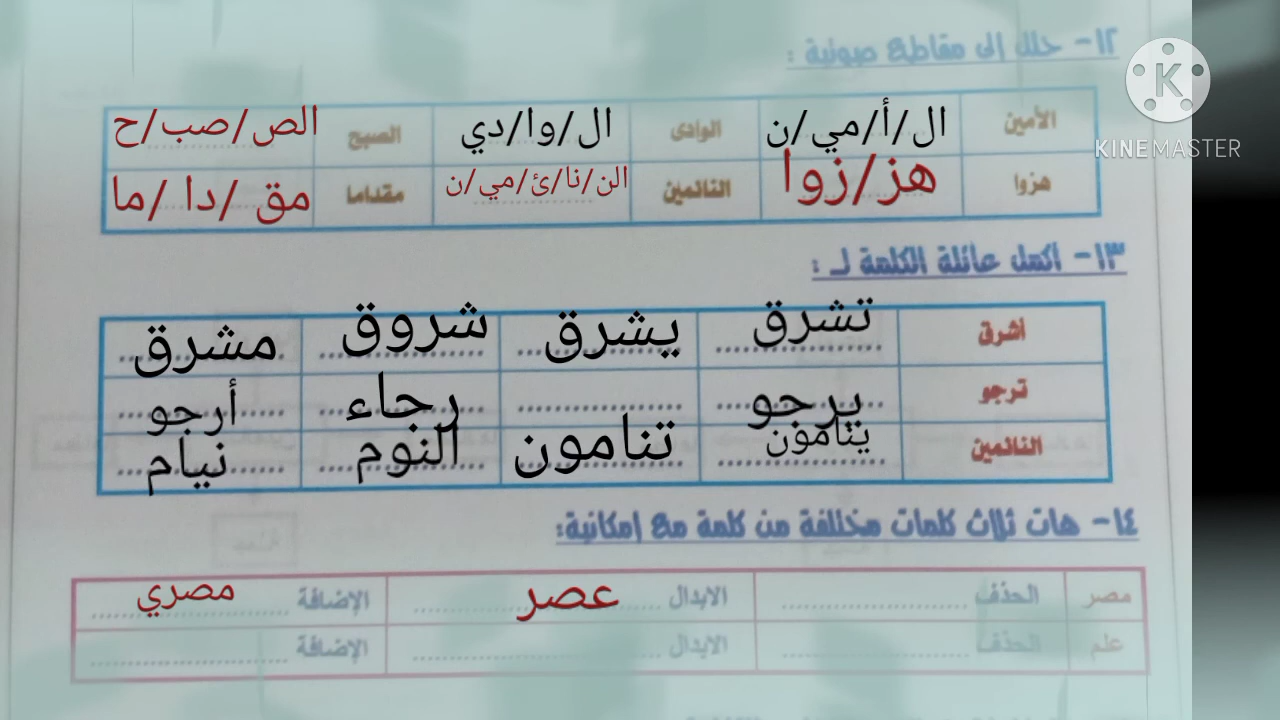 ١٢- حلل إلى مقاطع صوتية :
الأمين ال/أ/مي/ن الوادى ال/وا/دي الصبح الص/صب/ح
هزوا هز/زوا النائمين الن/نا/ئ/مي/ن مقداما مق /دا /ما
١٣- أكمل عائلة الكلمة لـ :
أشرق تشرق يشرق شروق مشرق
ترجو يرجو رجاء أرجو
النائمين ينامون تنامون النوم نيام
١٤- هات ثلاث كلمات مختلفة من كلمة مع إمكانية:
مصر الحذف الابدال عصر الإضافة مصري
علم الحذف الابدال الإضافة
K
KINEMASTER